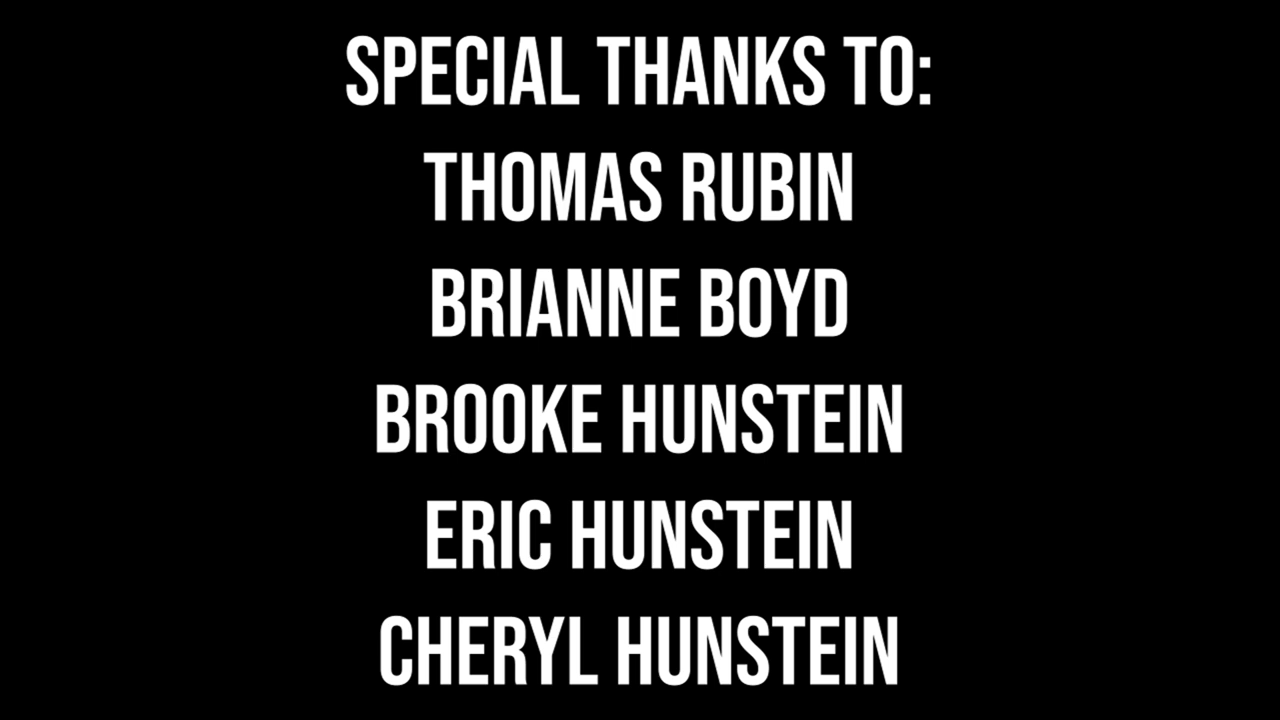 SPECIAL THANKS TO:
THOMAS RUBIN
BRIANNE BOYD
BROOKE HUNSTEIN
ERIC HUNSTEIN
CHERYL HUNSTEIN